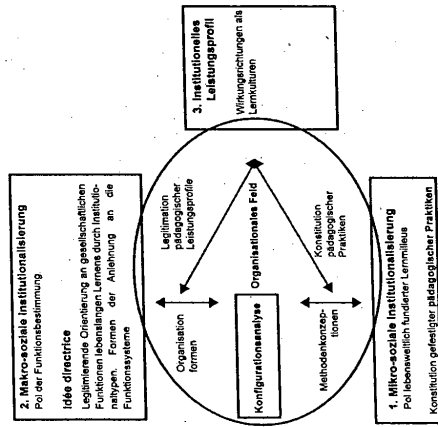 2. Makro-soziale Institutionalisierung
Pol der Funktionsbestimmung
Idée directrice
Legitimierende Orientierung an gesellschaftlichen
Funktionen lebenslangen Lernens durch Institutio-
naltypen. Formen der Anlehnung an die
Funktionssysteme
3. Institutionelles
Leistungsprofil
Wirkungsrichtungen als
Lernkulturen
Legitimation
pädagogischer
Leistungsprofile
Organisation
formen
Organisationales Feld
Konfigurationsanalyse
Methodenkonzep-
tionen
Konstitution
pädagogischer
Praktiken
1. Mikro-soziale Institutionalisierung
Pol lebensweltlich fundierter Lernmilieus
Konstitution gefestigter pädagogischer Praktiken